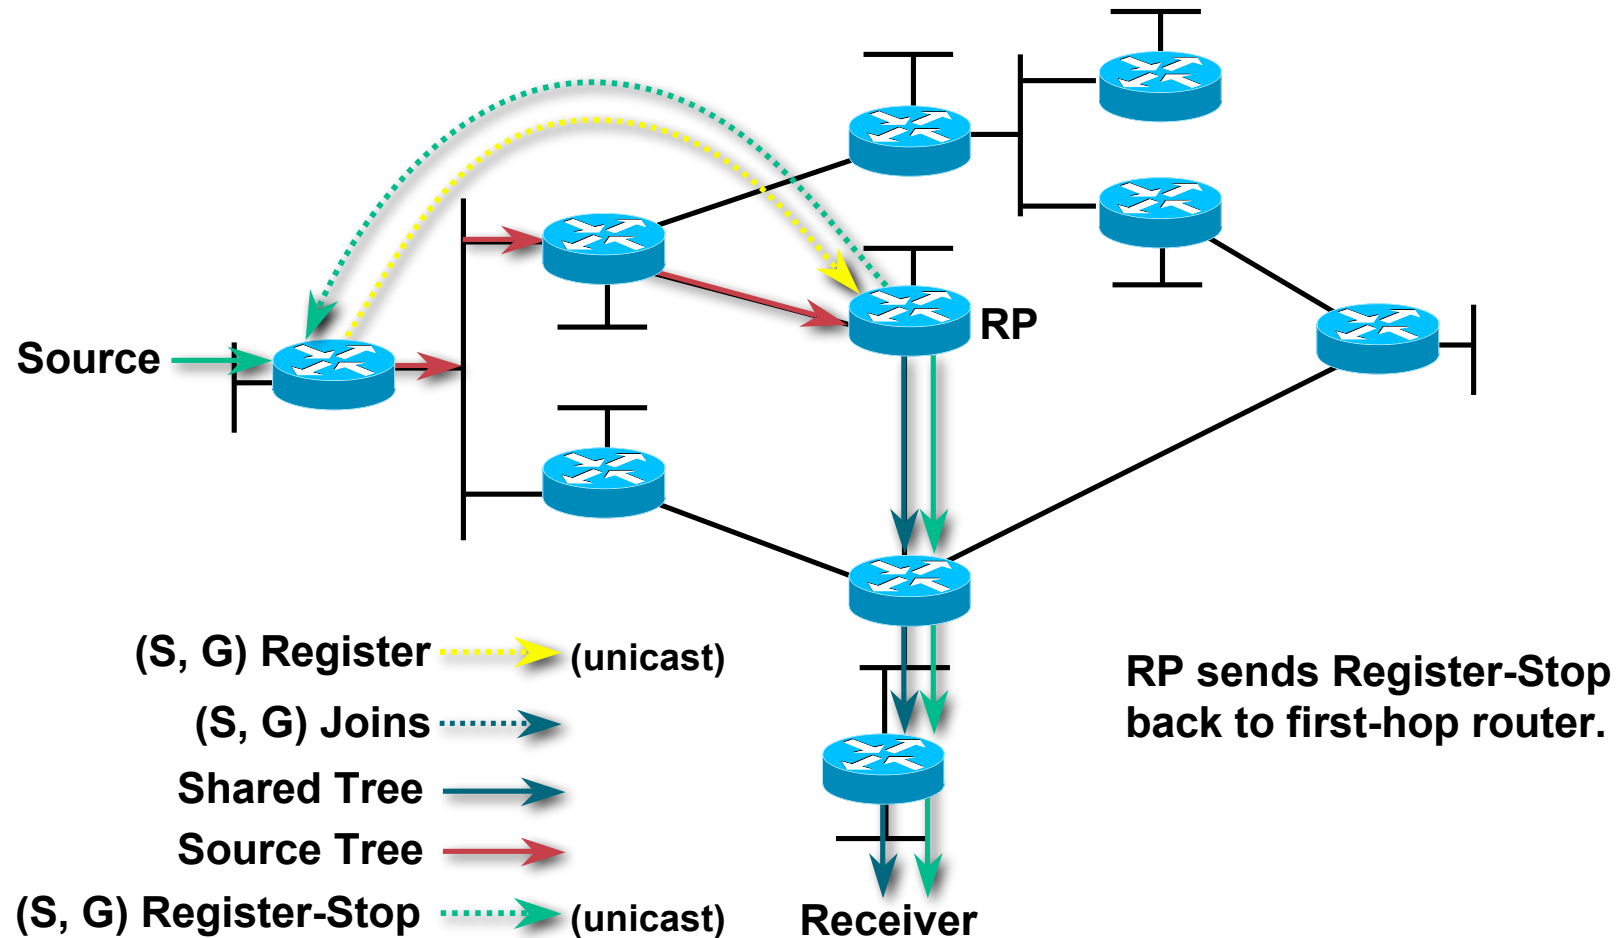 RP
Source
(S, G) Register (unicast)
(S, G) Joins
Shared Tree
Source Tree
(S, G) Register-Stop (unicast)
Receiver
RP sends Register-Stop
back to first-hop router.